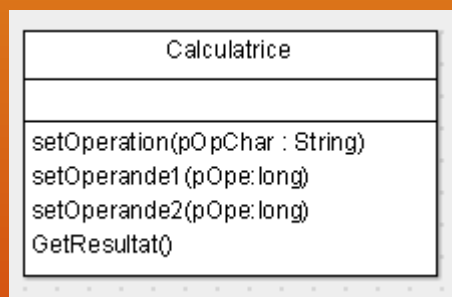 Calculatrice
setOperation(pOpChar : String)
setOperande1(pOpe:long)
setOperande2(pOpe:long)
GetResultat()